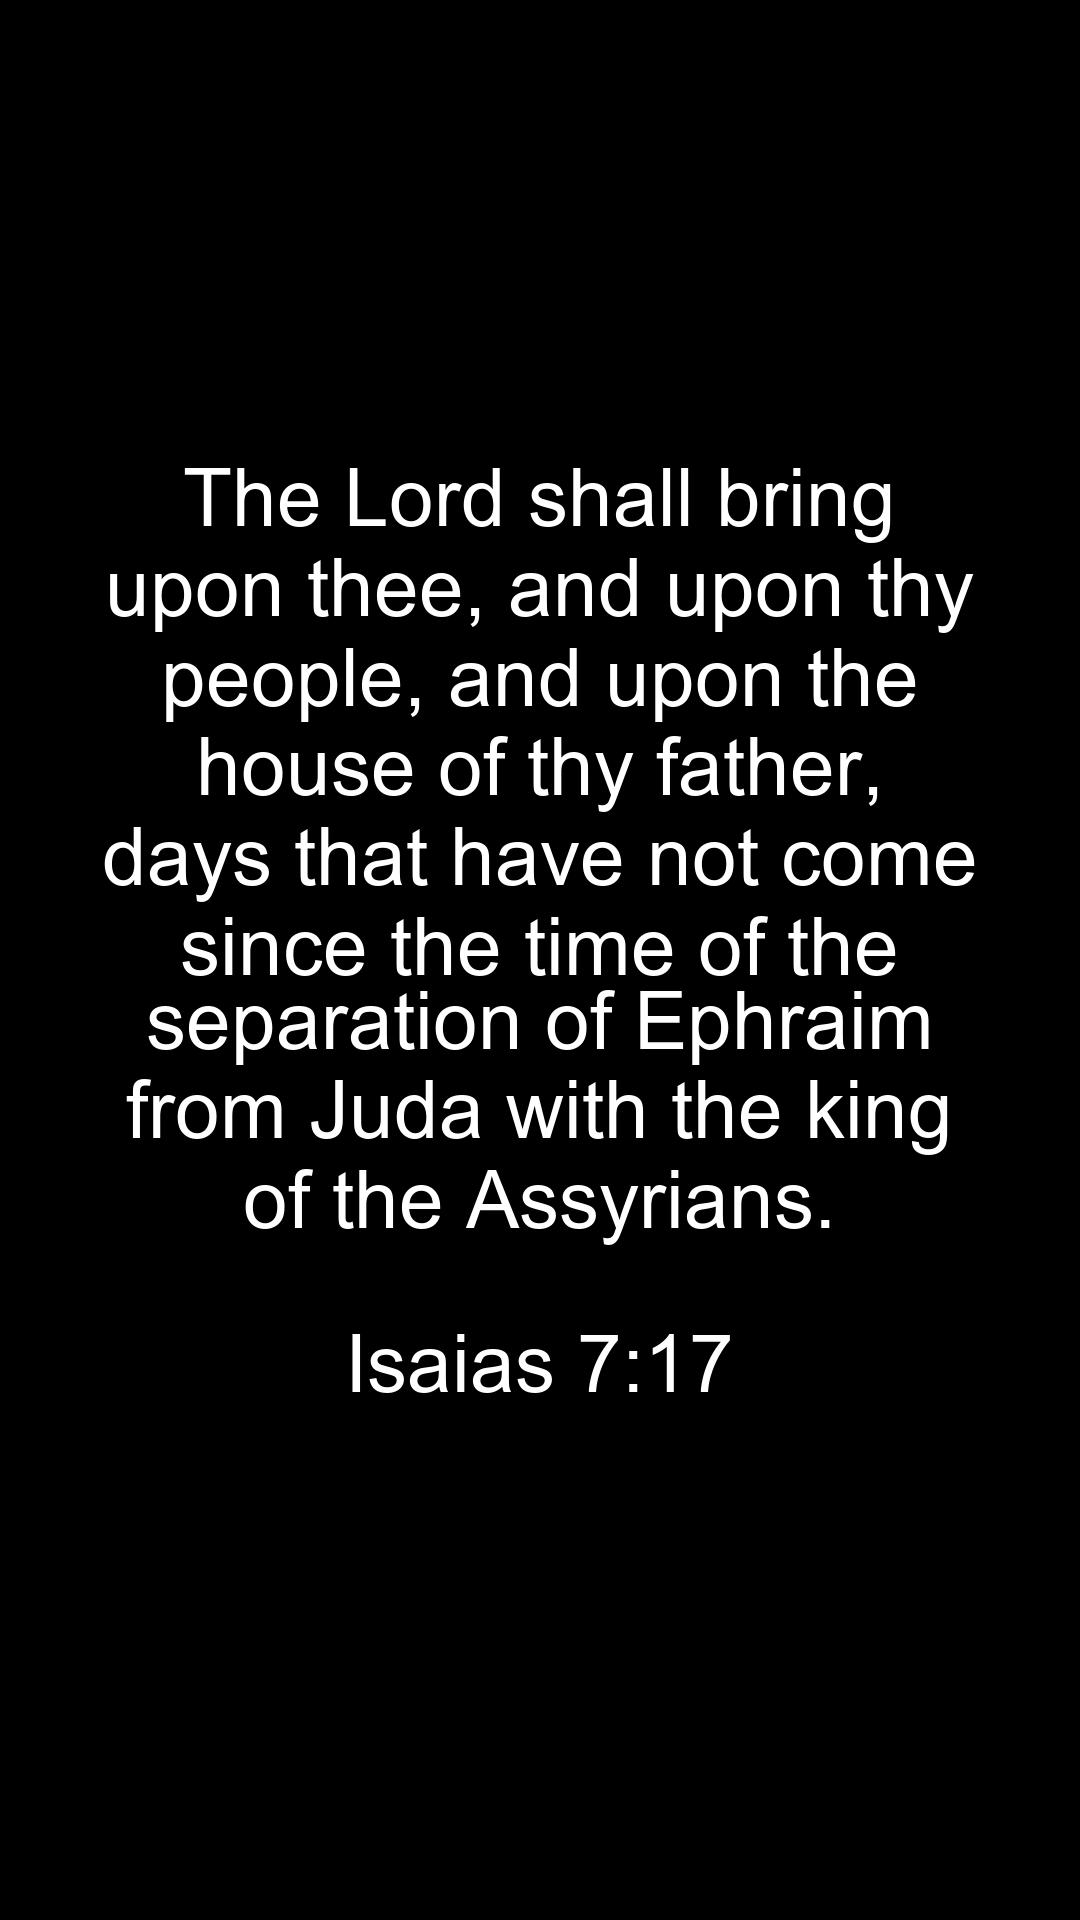 The Lord shall bring
upon thee, and upon thy
people, and upon the
house of thy father,
days that have not come
since the time of the
separation of Ephraim
from Juda with the king
of the Assyrians.
Isaias 7:17